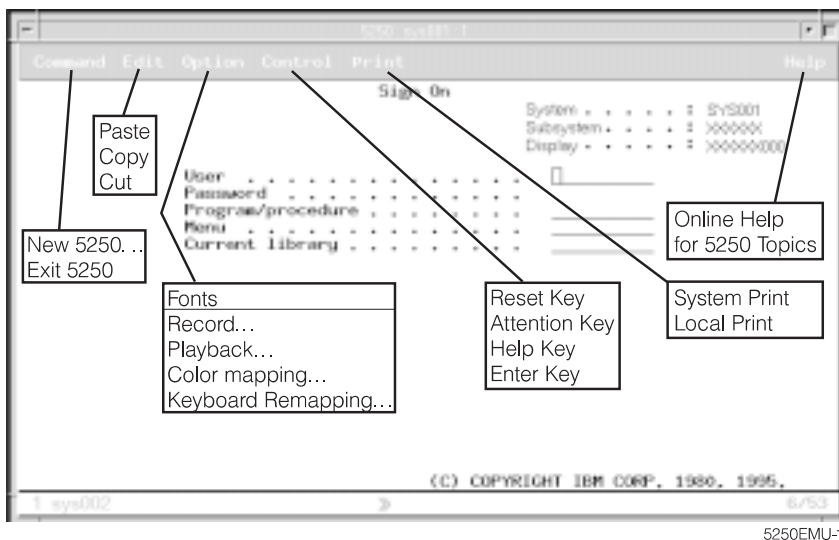 5250 sys001 1
Command Edit Option Control Print Help
Sign On
System . . . . . : SYS001
Subsystem . . . . : XXXXXX
Display . . . . . : XXXXXX000
Paste
Copy
Cut
User . . . . . . . . . . . . . .
Password . . . . . . . . . . . .
Program/procedure . . . . . . . .
Menu . . . . . . . . . . . . . .
Current library . . . . . . . . .
New 5250...
Exit 5250
Online Help
for 5250 Topics
Fonts
Record...
Playback...
Color mapping...
Keyboard Remapping...
Reset Key
Attention Key
Help Key
Enter Key
System Print
Local Print
(C) COPYRIGHT IBM CORP. 1980, 1995.
1 sys002 6/53